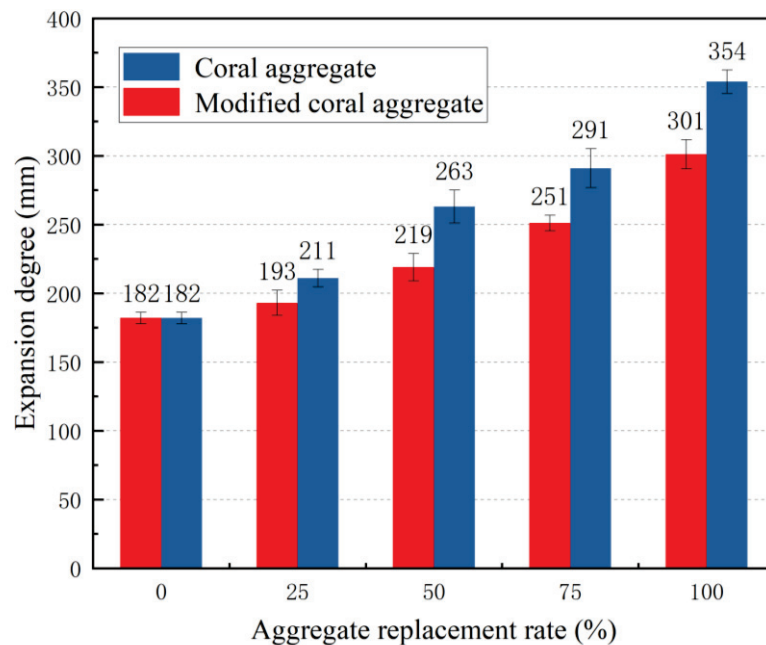 400
350
300
250
200
150
100
50
0
Expansion degree (mm)
Coral aggregate
Modified coral aggregate
182 182
193 211
219 263
251 291
301 354
0 25 50 75 100
Aggregate replacement rate (%)